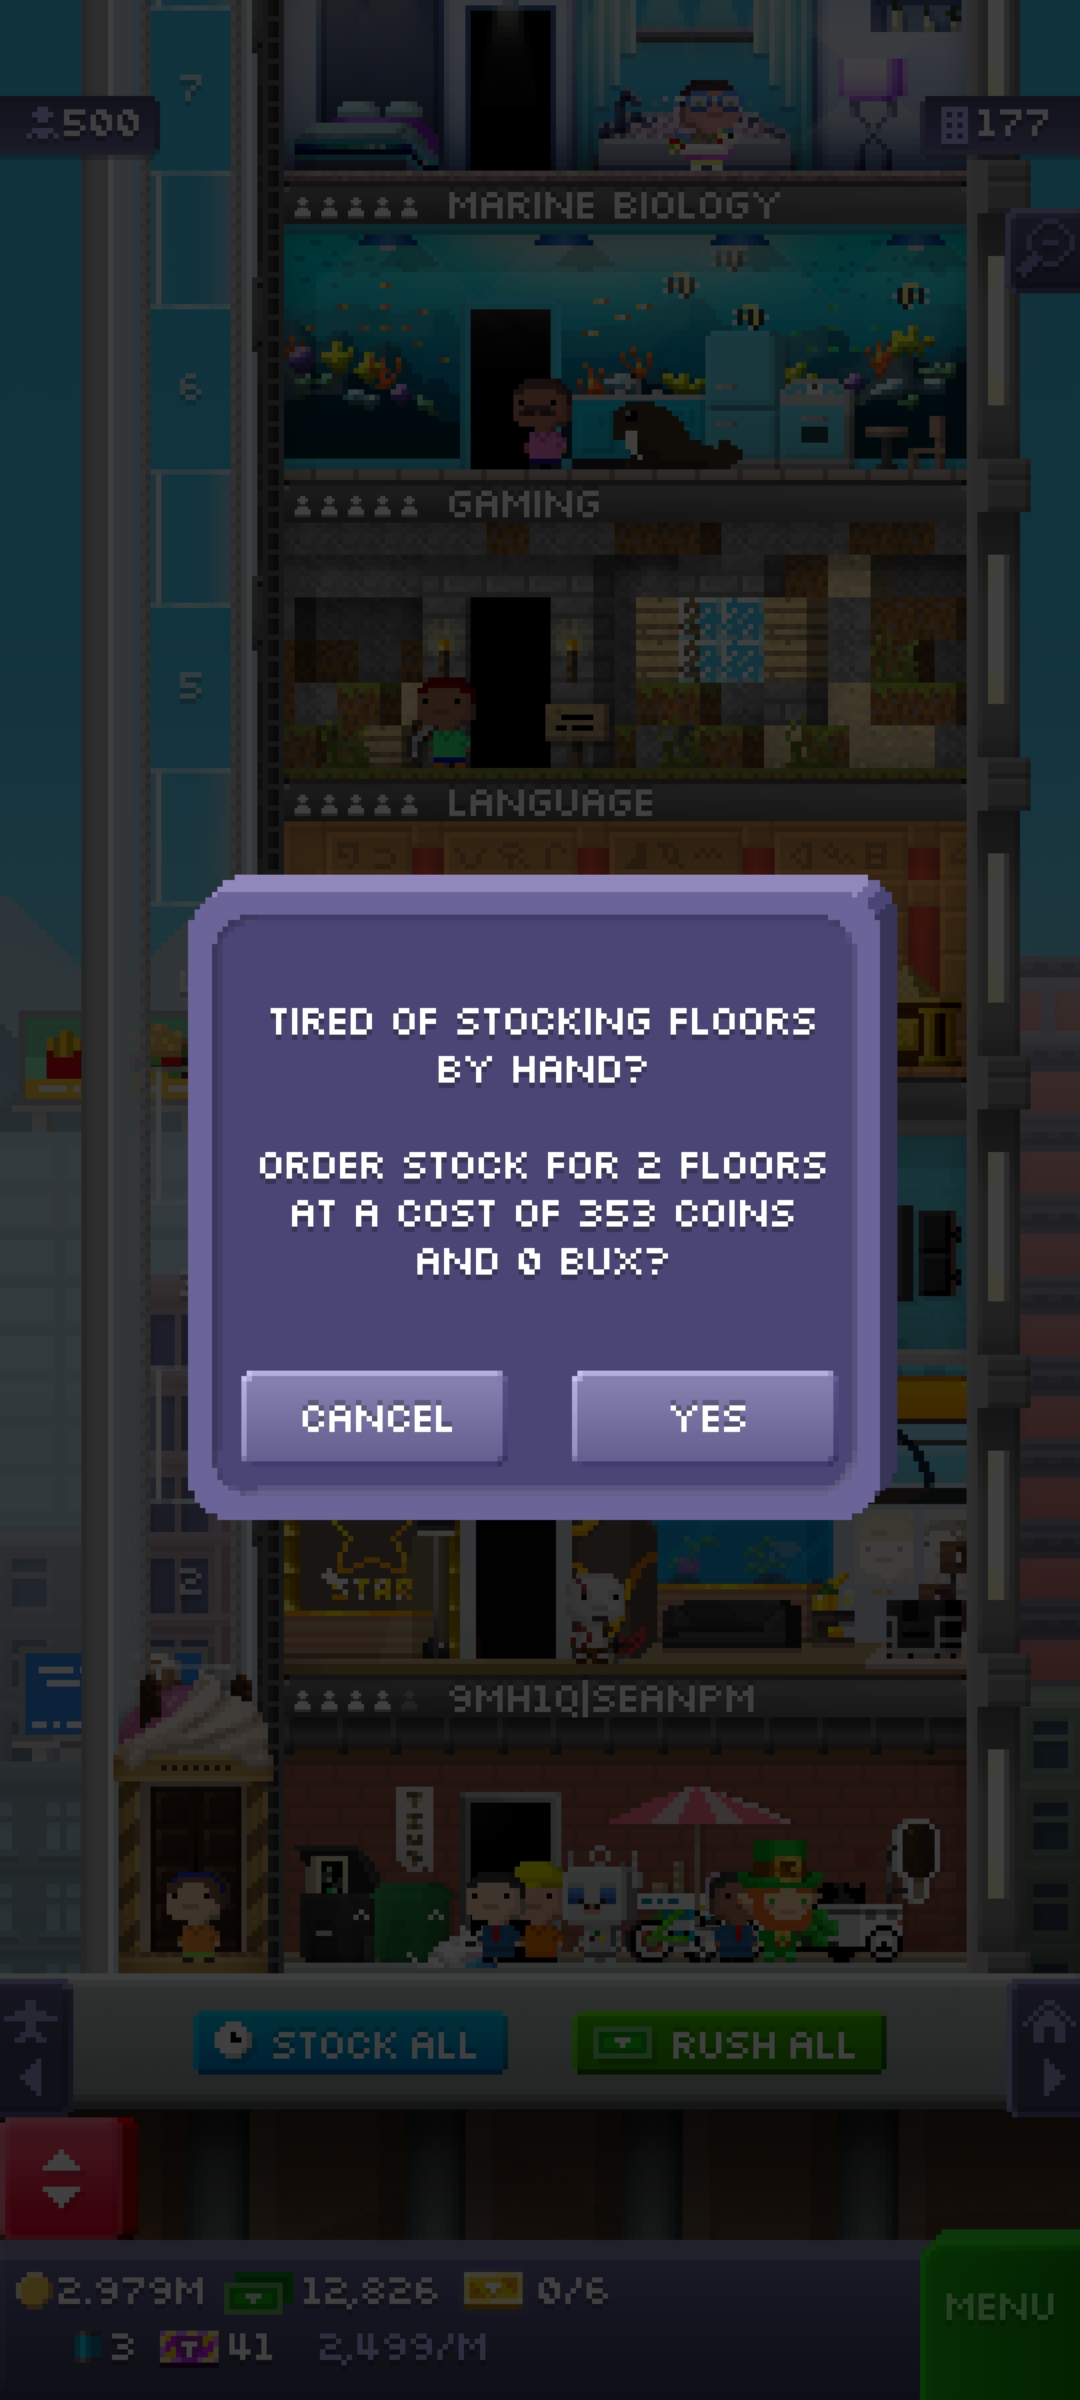 7
500
177
MARINE BIOLOGY
6
GAMING
5
LANGUAGE
TIRED OF STOCKING FLOORS
BY HAND?
ORDER STOCK FOR 2 FLOORS
AT A COST OF 353 COINS
AND 0 BUX?
CANCEL
YES
STAR
2
9MH1Q|SEANPM
STOCK ALL
RUSH ALL
2.979M
12,826
0/6
MENU
3
41
2,499/M